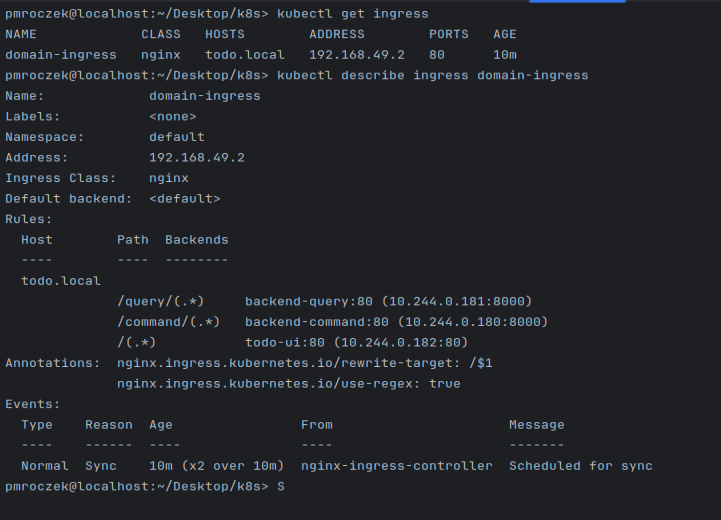 pmroczek@localhost:~/Desktop/k8s> kubectl get ingress
NAME             CLASS   HOSTS        ADDRESS        PORTS   AGE
domain-ingress   nginx   todo.local   192.168.49.2   80      10m
pmroczek@localhost:~/Desktop/k8s> kubectl describe ingress domain-ingress
Name:             domain-ingress
Labels:           <none>
Namespace:        default
Address:          192.168.49.2
Ingress Class:    nginx
Default backend:  <default>
Rules:
  Host        Path  Backends
  ----        ----  --------
  todo.local
              /query/(.*)     backend-query:80 (10.244.0.181:8000)
              /command/(.*)   backend-command:80 (10.244.0.180:8000)
              /(.*)           todo-ui:80 (10.244.0.182:80)
Annotations:  nginx.ingress.kubernetes.io/rewrite-target: /$1
              nginx.ingress.kubernetes.io/use-regex: true
Events:
  Type    Reason  Age                From                      Message
  ----    ------  ----               ----                      -------
  Normal  Sync    10m (x2 over 10m)  nginx-ingress-controller  Scheduled for sync
pmroczek@localhost:~/Desktop/k8s> S